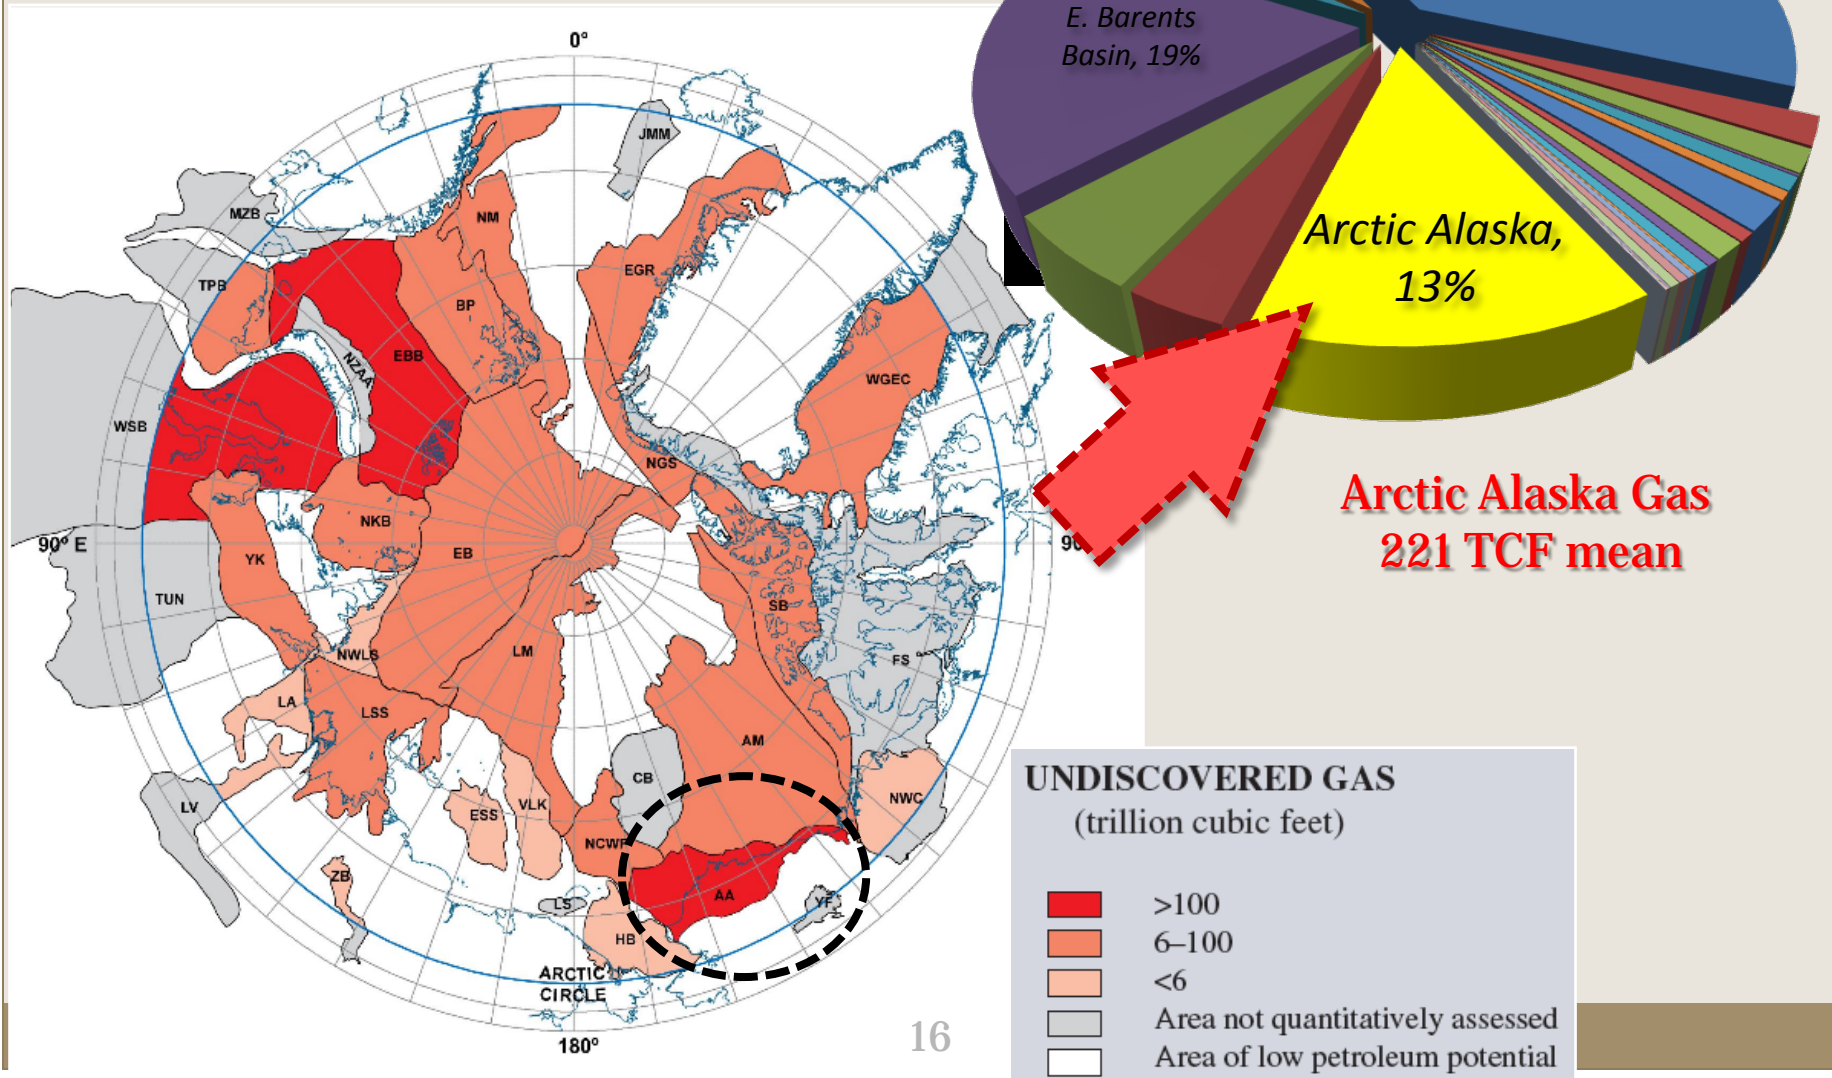 E. Barents
Basin, 19%
Arctic Alaska,
13%
Arctic Alaska Gas
221 TCF mean
0°
JMM
MZB
NM
TPB
EGR
BP
EBB
NZAA
WGEC
WSB
NGS
NKB
90° E
EB
YK
TUN
SB
NWLS
LM
FS
LA
LSS
AM
CB
LV
VLK
NWC
ESS
NCWF
ZB
AA
LS
YF
HB
ARCTIC
CIRCLE
180°
UNDISCOVERED GAS
(trillion cubic feet)
>100
6–100
<6
Area not quantitatively assessed
Area of low petroleum potential
16